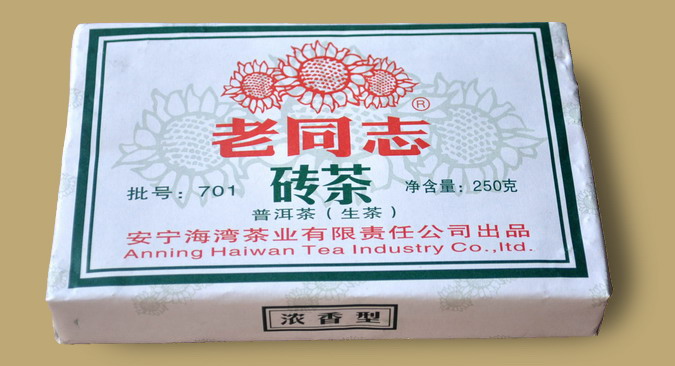 ®
老同志
批号：701 砖茶 净含量：250克
普洱茶（生茶）
安宁海湾茶业有限责任公司出品
Anning Haiwan Tea Industry Co.,ltd.
浓香型